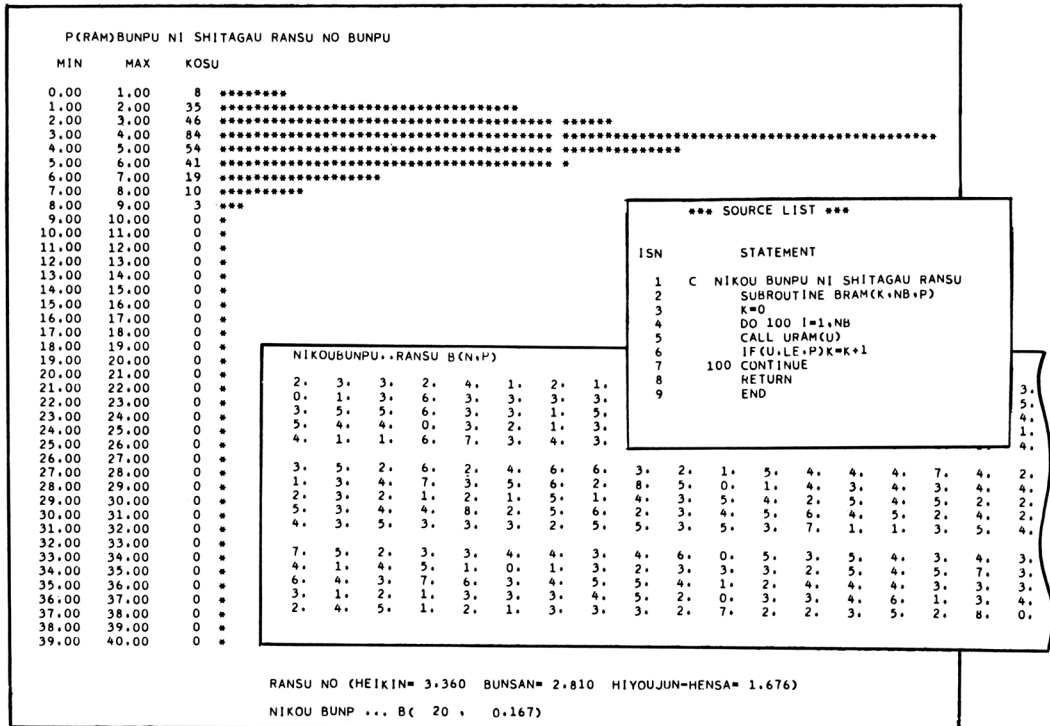 P(RAM)BUNPU NI SHITAGAU RANSU NO BUNPU
MIN MAX KOSU
0.00 1.00 8 ********
1.00 2.00 35 ***********************************
2.00 3.00 46 **************************************** ******
3.00 4.00 84 **************************************** ********************************************
4.00 5.00 54 **************************************** **************
5.00 6.00 41 **************************************** *
6.00 7.00 19 *******************
7.00 8.00 10 **********
8.00 9.00 3 ***
9.00 10.00 0 *
10.00 11.00 0 *
11.00 12.00 0 *
12.00 13.00 0 *
13.00 14.00 0 *
14.00 15.00 0 *
15.00 16.00 0 *
16.00 17.00 0 *
17.00 18.00 0 *
18.00 19.00 0 *
19.00 20.00 0 *
20.00 21.00 0 *
21.00 22.00 0 *
22.00 23.00 0 *
23.00 24.00 0 *
24.00 25.00 0 *
25.00 26.00 0 *
26.00 27.00 0 *
27.00 28.00 0 *
28.00 29.00 0 *
29.00 30.00 0 *
30.00 31.00 0 *
31.00 32.00 0 *
32.00 33.00 0 *
33.00 34.00 0 *
34.00 35.00 0 *
35.00 36.00 0 *
36.00 37.00 0 *
37.00 38.00 0 *
38.00 39.00 0 *
39.00 40.00 0 *
*** SOURCE LIST ***
ISN STATEMENT
1 C NIKOU BUNPU NI SHITAGAU RANSU
2 SUBROUTINE BRAM(K,NB,P)
3 K=0
4 DO 100 I=1,NB
5 CALL URAM(U)
6 IF(U.LE.P)K=K+1
7 100 CONTINUE
8 RETURN
9 END
NIKOUBUNPU..RANSU B(N,P)
2. 3. 3. 2. 4. 1. 2. 1. 3.
0. 1. 3. 6. 3. 3. 3. 3. 5.
3. 5. 5. 6. 3. 3. 1. 5. 4.
5. 4. 4. 0. 3. 2. 1. 3. 1.
4. 1. 1. 6. 7. 3. 4. 3. 4.
3. 5. 2. 6. 2. 4. 6. 6. 3. 2. 1. 5. 4. 4. 4. 7. 4. 2.
1. 3. 4. 7. 3. 5. 6. 2. 8. 5. 0. 1. 4. 3. 4. 3. 4. 4.
2. 3. 2. 1. 2. 1. 5. 1. 4. 3. 5. 4. 2. 5. 4. 5. 2. 2.
5. 3. 4. 4. 8. 2. 5. 6. 2. 3. 4. 5. 6. 4. 5. 2. 4. 2.
4. 3. 5. 3. 3. 3. 2. 5. 5. 3. 5. 3. 7. 1. 1. 3. 5. 4.
7. 5. 2. 3. 3. 4. 4. 3. 4. 6. 0. 5. 3. 5. 4. 3. 4. 3.
4. 1. 4. 5. 1. 0. 1. 3. 2. 3. 3. 3. 2. 5. 4. 5. 7. 3.
6. 4. 3. 7. 6. 3. 4. 5. 5. 4. 1. 2. 4. 4. 4. 3. 3. 3.
3. 1. 2. 1. 3. 3. 3. 4. 5. 2. 0. 3. 3. 4. 6. 1. 3. 4.
2. 4. 5. 1. 2. 1. 3. 3. 3. 2. 7. 2. 2. 3. 5. 2. 8. 0.
RANSU NO (HEIKIN= 3.360 BUNSAN= 2.810 HIYOUJUN-HENSA= 1.676)
NIKOU BUNP ... B( 20 , 0.167)